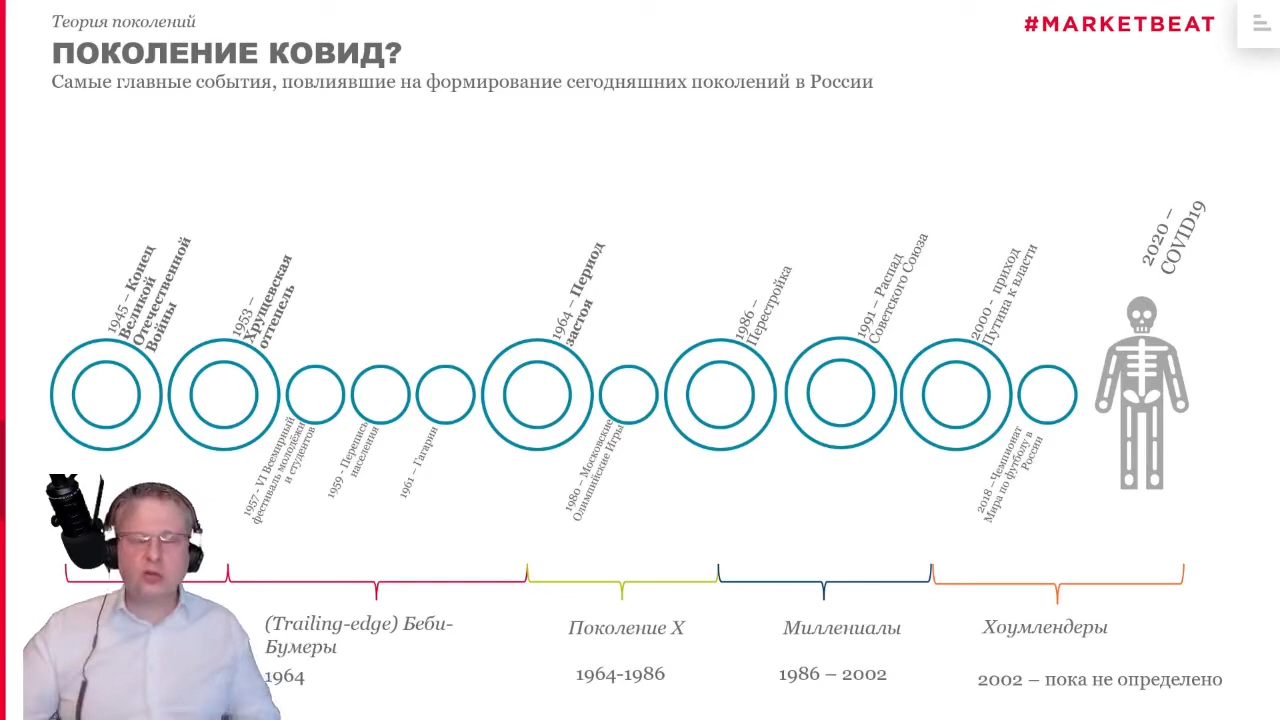 Теория поколений
#MARKETBEAT
ПОКОЛЕНИЕ КОВИД?
Самые главные события, повлиявшие на формирование сегодняшних поколений в России
1945 – Конец
Великой
Отечественной
Войны
1953 –
Хрущевская
оттепель
1964 – Период
застоя
1986 –
Перестройка
1991 – Распад
Советского Союза
2000 - приход
Путина к власти
2020 –
COVID19
1957 - VI Всемирный
фестиваль молодёжи
и студентов
1959 - Перепись
населения
1961 – Гагарин
1980 – Московские
Олимпийские Игры
2018 – Чемпионат
Мира по футболу в
России
(Trailing-edge) Беби-
Бумеры
1964
Поколение X
1964-1986
Миллениалы
1986 – 2002
Хоумлендеры
2002 – пока не определено